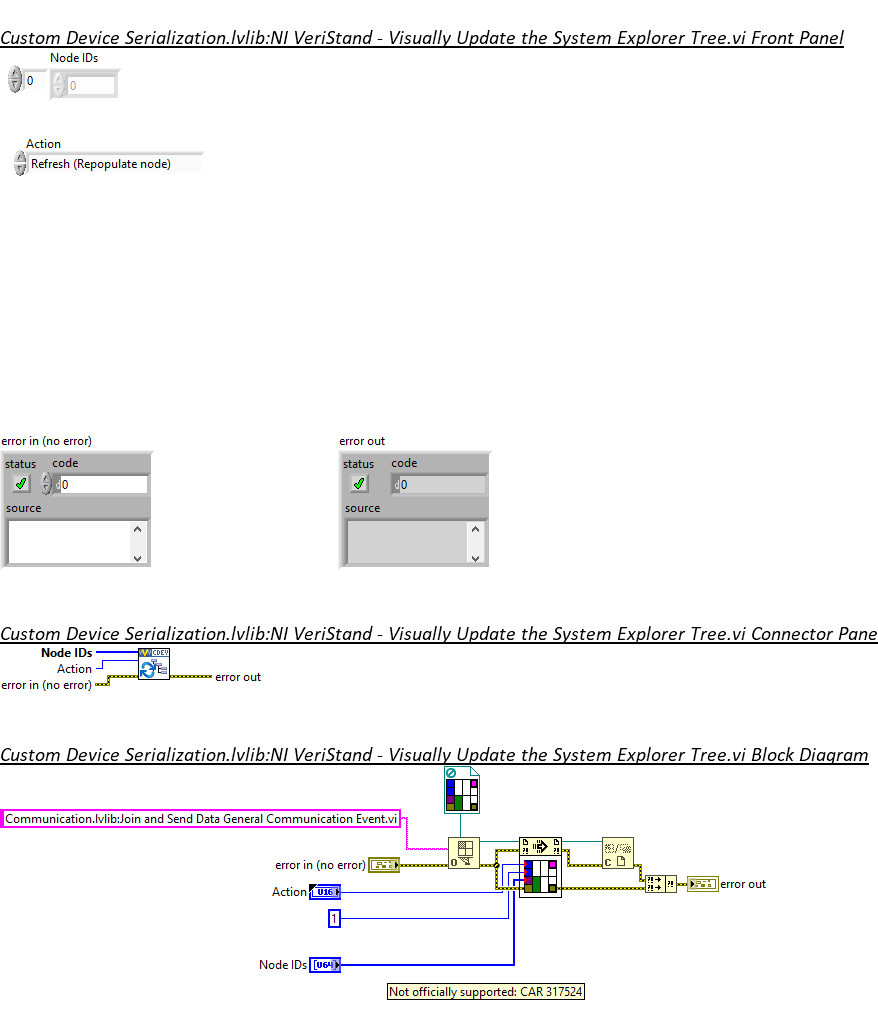 Custom Device Serialization.lvlib:NI VeriStand - Visually Update the System Explorer Tree.vi Front Panel
Node IDs
0
0
Action
Refresh (Repopulate node)
error in (no error)
error out
status code
status code
d 0
d 0
source
source
Custom Device Serialization.lvlib:NI VeriStand - Visually Update the System Explorer Tree.vi Connector Pane
Node IDs
CDEV
Action
error in (no error)
error out
Custom Device Serialization.lvlib:NI VeriStand - Visually Update the System Explorer Tree.vi Block Diagram
Communication.lvlib:Join and Send Data General Communication Event.vi
error in (no error)
Action
U16
1
error out
Node IDs
[U64]
Not officially supported: CAR 317524